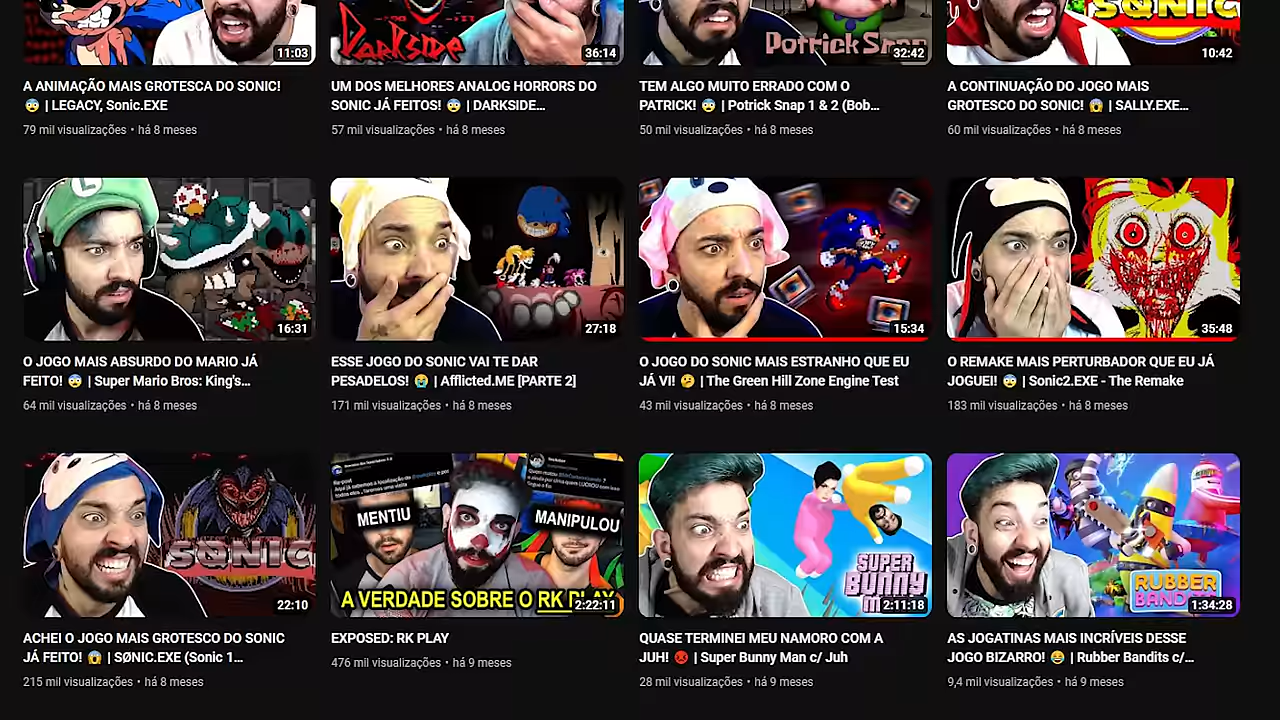 DARKSIDE
Potrick Snap
SONIC
11:03
36:14
32:42
10:42
A ANIMAÇÃO MAIS GROTESCA DO SONIC!
😨 | LEGACY, Sonic.EXE
79 mil visualizações • há 8 meses
UM DOS MELHORES ANALOG HORRORS DO
SONIC JÁ FEITOS! 😨 | DARKSIDE...
57 mil visualizações • há 8 meses
TEM ALGO MUITO ERRADO COM O
PATRICK! 😨 | Potrick Snap 1 & 2 (Bob...
50 mil visualizações • há 8 meses
A CONTINUAÇÃO DO JOGO MAIS
GROTESCO DO SONIC! 😱 | SALLY.EXE...
60 mil visualizações • há 8 meses
L
16:31
27:18
15:34
35:48
O JOGO MAIS ABSURDO DO MARIO JÁ
FEITO! 😨 | Super Mario Bros: King's...
64 mil visualizações • há 8 meses
ESSE JOGO DO SONIC VAI TE DAR
PESADELOS! 😭 | Afflicted.ME [PARTE 2]
171 mil visualizações • há 8 meses
O JOGO DO SONIC MAIS ESTRANHO QUE EU
JÁ VI! 🤔 | The Green Hill Zone Engine Test
43 mil visualizações • há 8 meses
O REMAKE MAIS PERTURBADOR QUE EU JÁ
JOGUEI! 😨 | Sonic2.EXE - The Remake
183 mil visualizações • há 8 meses
SØNIC
22:10
MENTIU
MANIPULOU
A VERDADE SOBRE O RK PLAY
2:22:11
SUPER
BUNNY
2:11:18
RUBBER
1:34:28
ACHEI O JOGO MAIS GROTESCO DO SONIC
JÁ FEITO! 😱 | SØNIC.EXE (Sonic 1...
215 mil visualizações • há 8 meses
EXPOSED: RK PLAY
476 mil visualizações • há 9 meses
QUASE TERMINEI MEU NAMORO COM A
JUH! 😡 | Super Bunny Man c/ Juh
28 mil visualizações • há 9 meses
AS JOGATINAS MAIS INCRÍVEIS DESSE
JOGO BIZARRO! 😂 | Rubber Bandits c/...
9,4 mil visualizações • há 9 meses